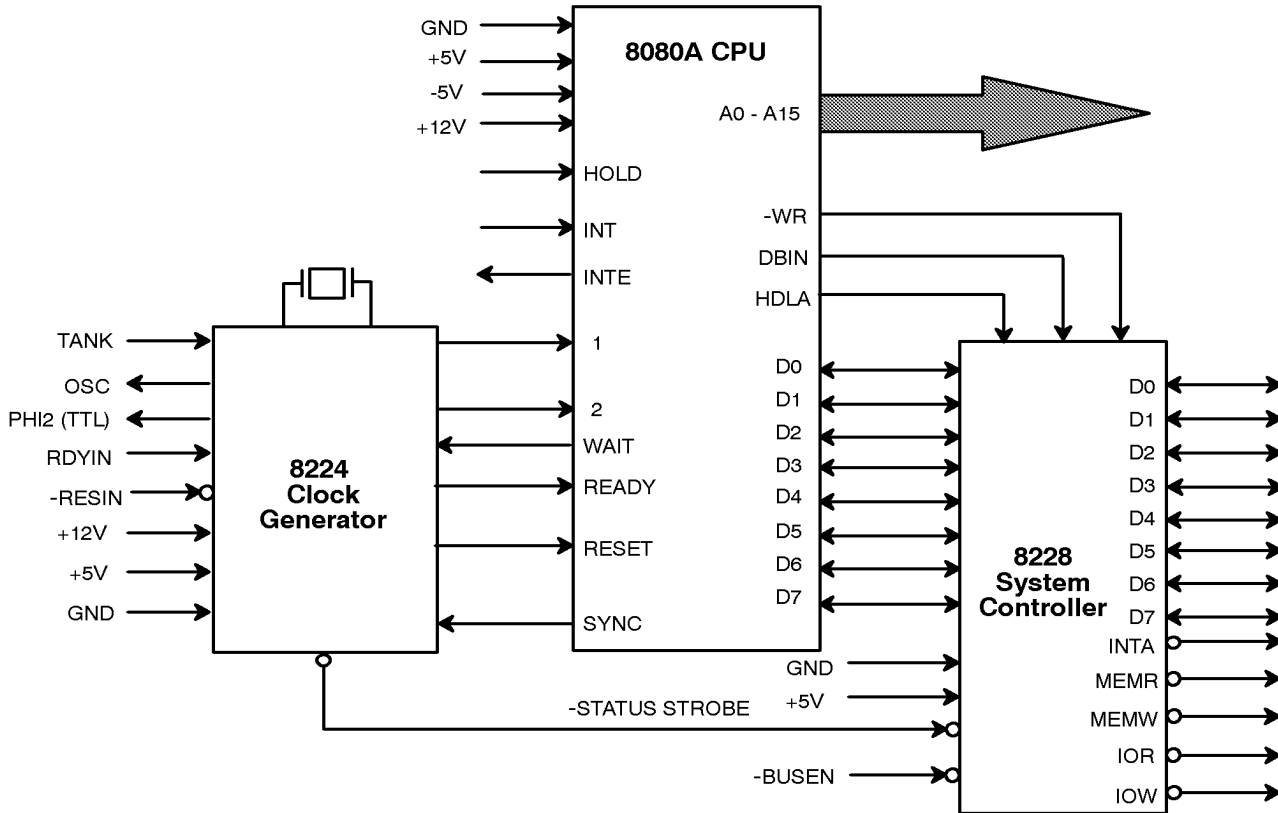 GND
+5V
-5V
+12V
8080A CPU
A0 - A15
HOLD
INT
INTE
1
2
WAIT
READY
RESET
SYNC
-WR
DBIN
HDLA
D0
D1
D2
D3
D4
D5
D6
D7
TANK
OSC
PHI2 (TTL)
RDYIN
-RESIN
+12V
+5V
GND
8224
Clock
Generator
GND
+5V
-STATUS STROBE
-BUSEN
8228
System
Controller
D0
D1
D2
D3
D4
D5
D6
D7
INTA
MEMR
MEMW
IOR
IOW